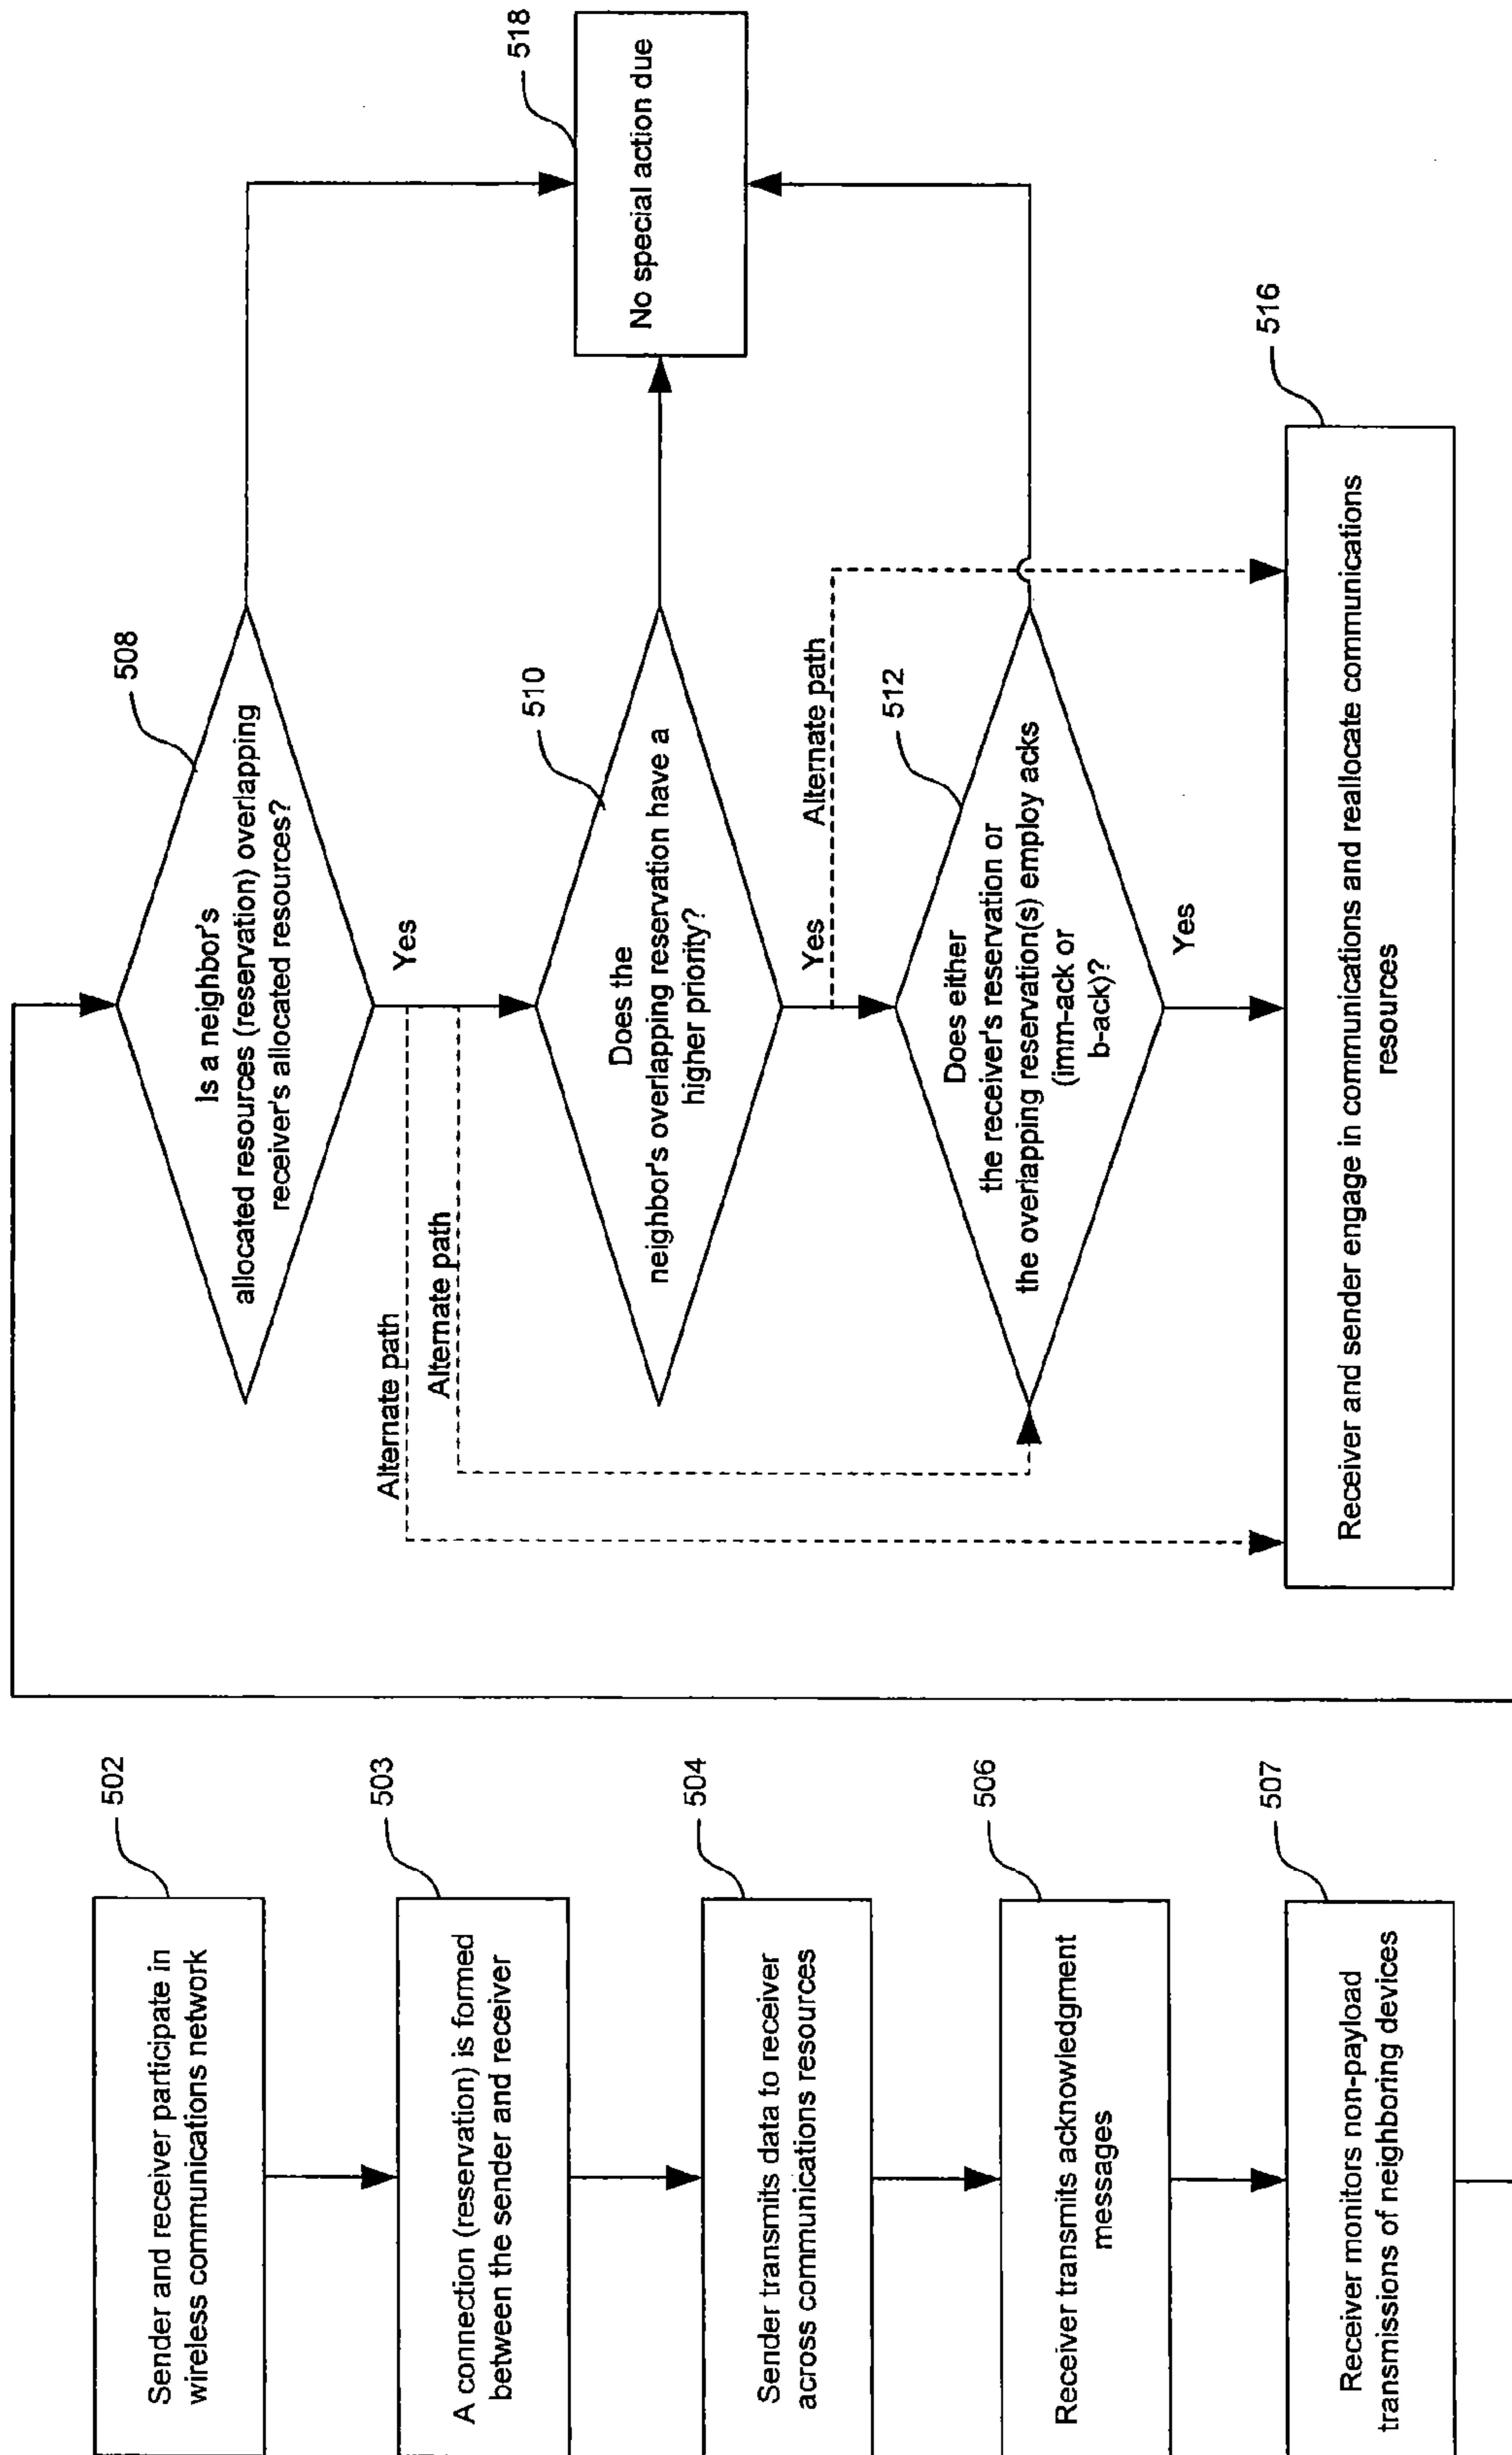 502
Sender and receiver participate in
wireless communications network
503
A connection (reservation) is formed
between the sender and receiver
504
Sender transmits data to receiver
across communications resources
506
Receiver transmits acknowledgment
messages
507
Receiver monitors non-payload
transmissions of neighboring devices
508
Is a neighbor's
allocated resources (reservation) overlapping
receiver's allocated resources?
Yes
Alternate path
Alternate path
510
Does the
neighbor's overlapping reservation have a
higher priority?
Yes
Alternate path
512
Does either
the receiver's reservation or
the overlapping reservation(s) employ acks
(imm-ack or
b-ack)?
Yes
516
Receiver and sender engage in communications and reallocate communications
resources
518
No special action due